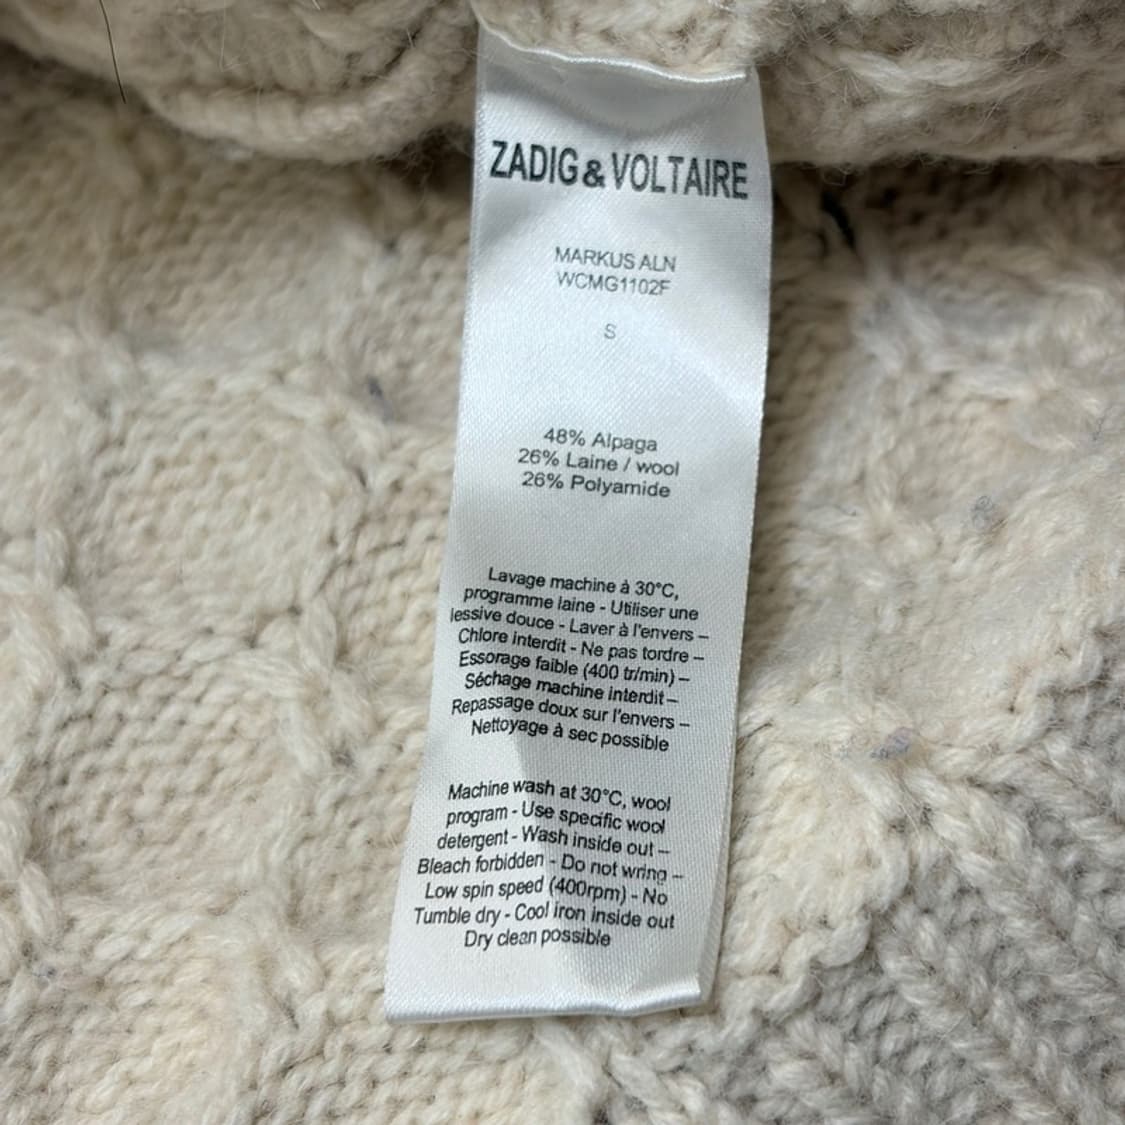 ZADIG & VOLTAIRE
MARKUS ALN
WCMG1102F
S
48% Alpaga
26% Laine / wool
26% Polyamide
Lavage machine à 30°C,
programme laine - Utiliser une
lessive douce - Laver à l'envers –
Chlore interdit - Ne pas tordre –
Essorage faible (400 tr/min) –
Séchage machine interdit –
Repassage doux sur l'envers –
Nettoyage à sec possible
Machine wash at 30°C, wool
program - Use specific wool
detergent - Wash inside out –
Bleach forbidden - Do not wring –
Low spin speed (400rpm) - No
Tumble dry - Cool iron inside out
Dry clean possible